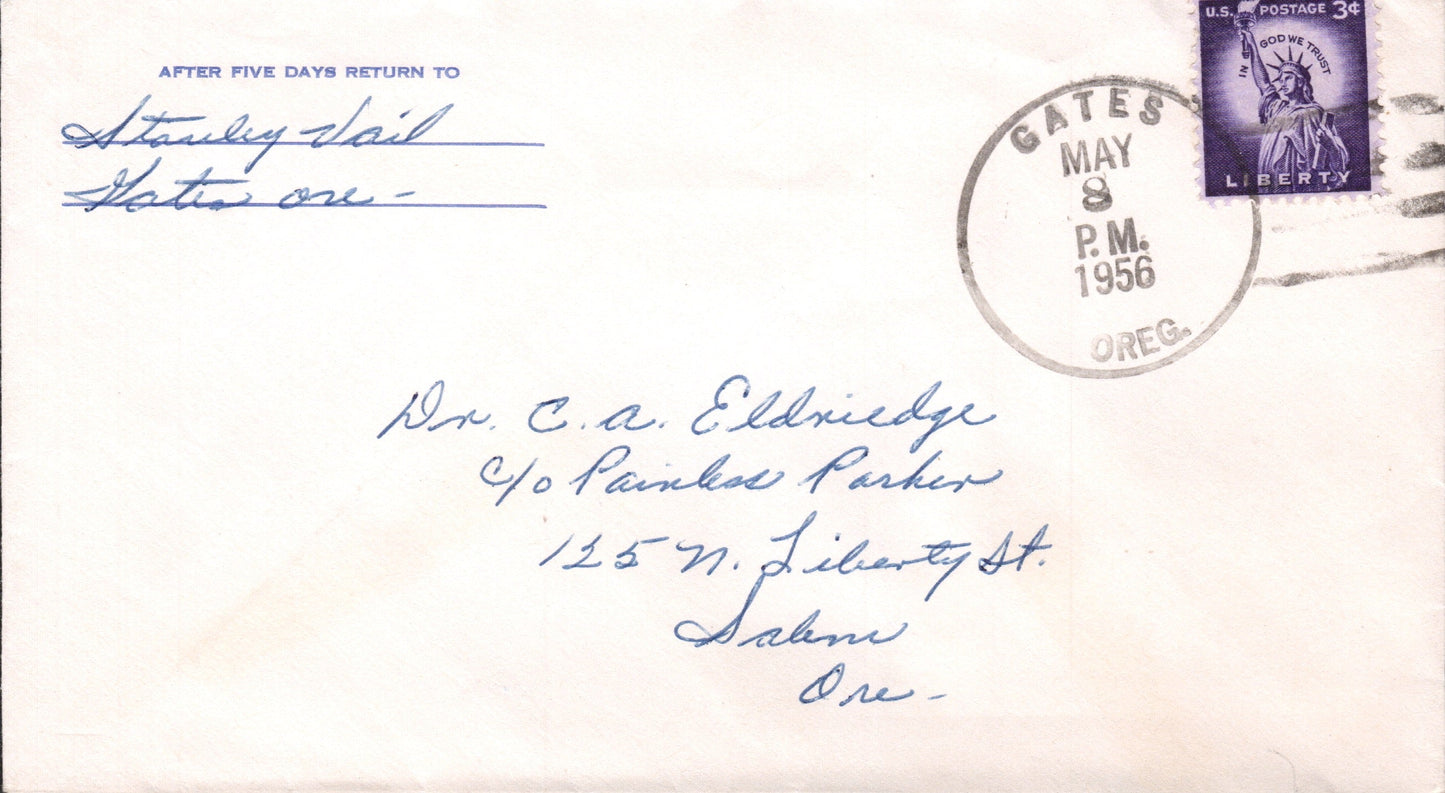 AFTER FIVE DAYS RETURN TO
Stanley Vail
Gates Ore -
U.S. POSTAGE 3¢
IN GOD WE TRUST
LIBERTY
GATES
MAY
8
P.M.
1956
OREG.
Dr. C. A. Eldriedge
c/o Painless Parker
125 N. Liberty St.
Salem
Ore -